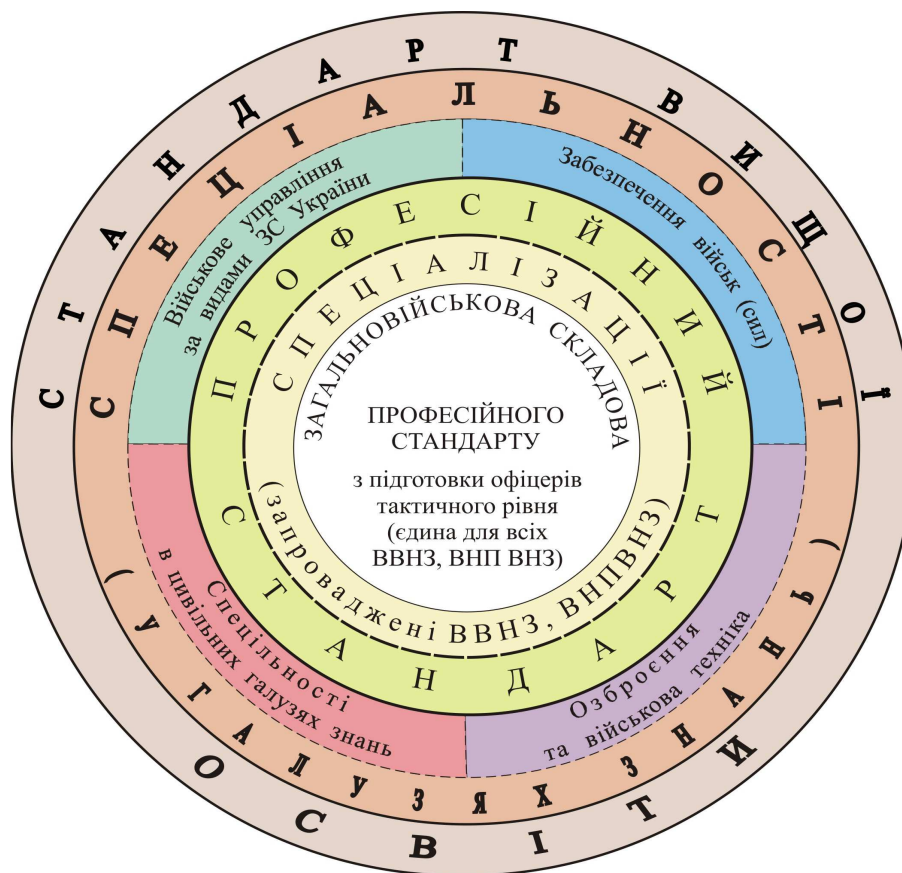 СТАНДАРТ ВИЩОЇ
ОСВІТИ
СПЕЦІАЛЬНОСТІ
(У ГАЛУЗЯХ ЗНАНЬ)
Військове управління
за видами ЗС України
Забезпечення
військ (сил)
Спецільності
в цивільних галузях знань
Озброєння
та військова техніка
ПРОФЕСІЙНИЙ
СТАНДАРТ
СПЕЦІАЛІЗАЦІЇ
(запроваджені ВВНЗ, ВНПВНЗ)
ЗАГАЛЬНОВІЙСЬКОВА СКЛАДОВА
ПРОФЕСІЙНОГО
СТАНДАРТУ
з підготовки офіцерів
тактичного рівня
(єдина для всіх
ВВНЗ, ВНП ВНЗ)